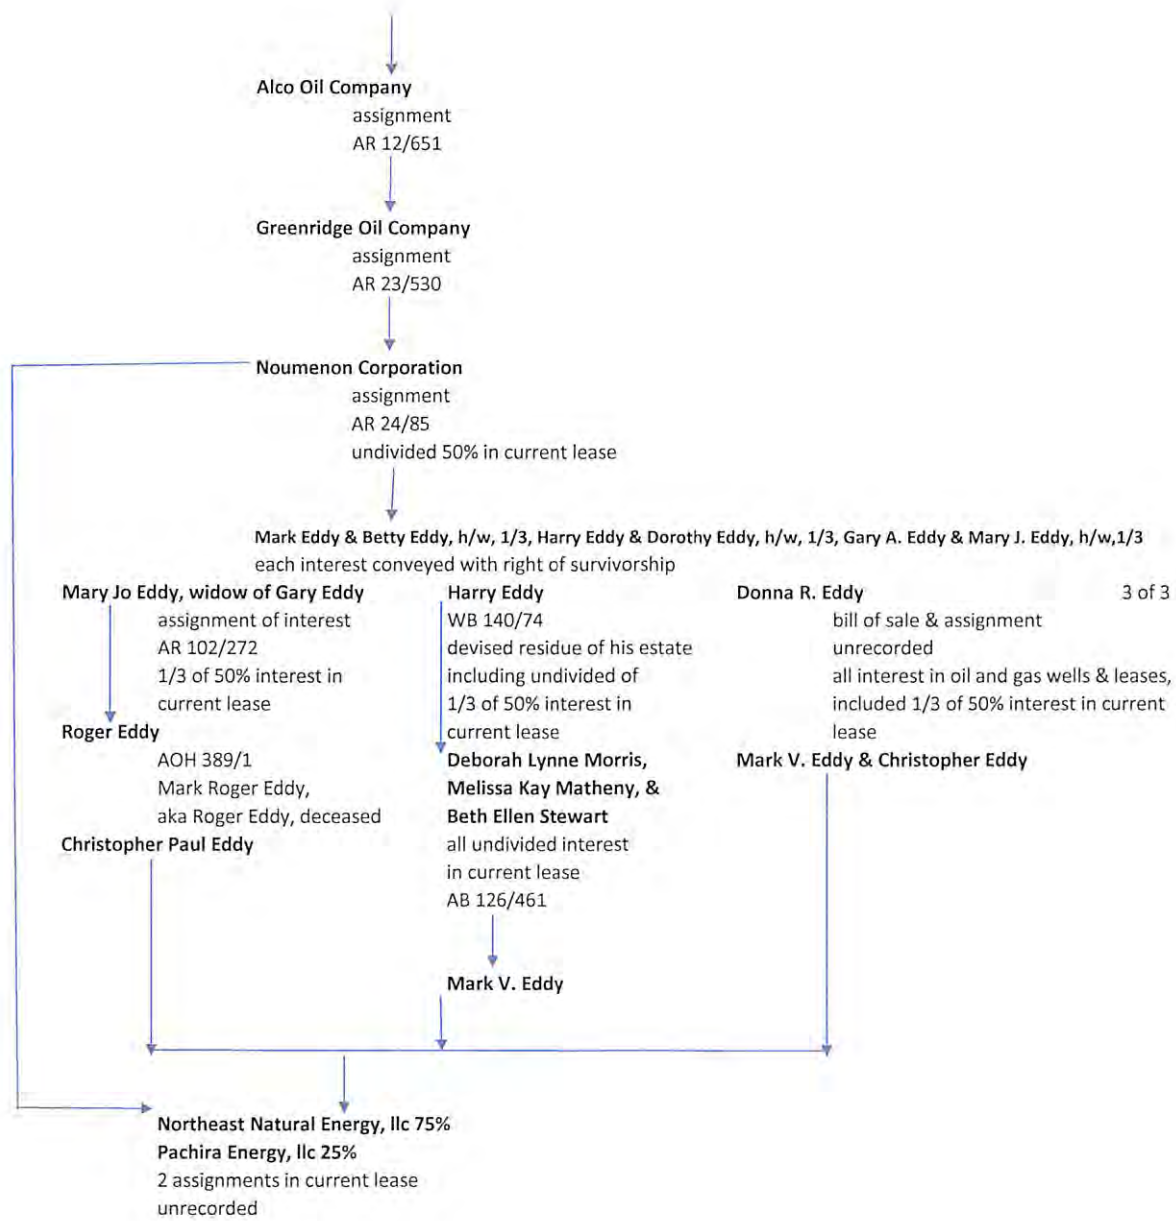 Alco Oil Company
assignment
AR 12/651
Greenridge Oil Company
assignment
AR 23/530
Noumenon Corporation
assignment
AR 24/85
undivided 50% in current lease
Mark Eddy & Betty Eddy, h/w, 1/3, Harry Eddy & Dorothy Eddy, h/w, 1/3, Gary A. Eddy & Mary J. Eddy, h/w,1/3
each interest conveyed with right of survivorship
Mary Jo Eddy, widow of Gary Eddy
assignment of interest
AR 102/272
1/3 of 50% interest in
current lease
Roger Eddy
AOH 389/1
Mark Roger Eddy,
aka Roger Eddy, deceased
Christopher Paul Eddy
Harry Eddy
WB 140/74
devised residue of his estate
including undivided of
1/3 of 50% interest in
current lease
Deborah Lynne Morris,
Melissa Kay Matheny, &
Beth Ellen Stewart
all undivided interest
in current lease
AB 126/461
Mark V. Eddy
Donna R. Eddy
3 of 3
bill of sale & assignment
unrecorded
all interest in oil and gas wells & leases,
included 1/3 of 50% interest in current
lease
Mark V. Eddy & Christopher Eddy
Northeast Natural Energy, llc 75%
Pachira Energy, llc 25%
2 assignments in current lease
unrecorded